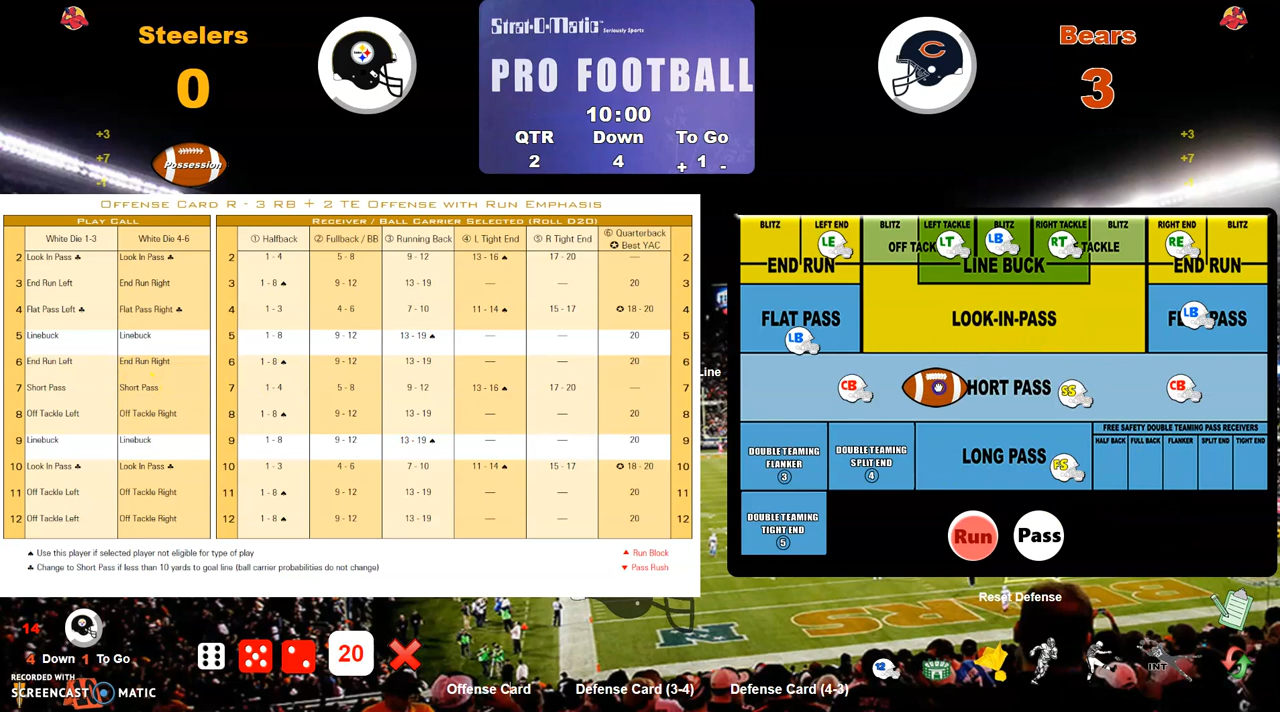 Steelers
0
+3
+7
-1
Possession
Strat-O-Matic
Seriously Sports
PRO FOOTBALL
10:00
QTR Down To Go
2 4 + 1 -
Bears
3
+3
+7
-1
OFFENSE CARD R - 3 RB + 2 TE OFFENSE WITH RUN EMPHASIS
PLAY CALL RECEIVER / BALL CARRIER SELECTED (ROLL D20)
White Die 1-3 White Die 4-6 ① Halfback ② Fullback / BB ③ Running Back ④ L Tight End ⑤ R Tight End ⑥ Quarterback ✪ Best YAC
2 Look In Pass ♣ Look In Pass ♣ 1 - 4 5 - 8 9 - 12 13 - 16 ♠ 17 - 20 — 2
3 End Run Left End Run Right 1 - 8 ♠ 9 - 12 13 - 19 — — 20 3
4 Flat Pass Left ♣ Flat Pass Right ♣ 1 - 3 4 - 6 7 - 10 11 - 14 ♠ 15 - 17 ✪ 18 - 20 4
5 Linebuck Linebuck 1 - 8 9 - 12 13 - 19 ♠ — — 20 5
6 End Run Left End Run Right 1 - 8 ♠ 9 - 12 13 - 19 — — 20 6
7 Short Pass Short Pass 1 - 4 5 - 8 9 - 12 13 - 16 ♠ 17 - 20 — 7
8 Off Tackle Left Off Tackle Right 1 - 8 ♠ 9 - 12 13 - 19 — — 20 8
9 Linebuck Linebuck 1 - 8 9 - 12 13 - 19 ♠ — — 20 9
10 Look In Pass ♣ Look In Pass ♣ 1 - 3 4 - 6 7 - 10 11 - 14 ♠ 15 - 17 ✪ 18 - 20 10
11 Off Tackle Left Off Tackle Right 1 - 8 ♠ 9 - 12 13 - 19 — — 20 11
12 Off Tackle Left Off Tackle Right 1 - 8 ♠ 9 - 12 13 - 19 — — 20 12
♠ Use this player if selected player not eligible for type of play ▲ Run Block
♣ Change to Short Pass if less than 10 yards to goal line (ball carrier probabilities do not change) ▼ Pass Rush
Line
BLITZ LEFT END BLITZ LEFT TACKLE BLITZ RIGHT TACKLE BLITZ RIGHT END BLITZ
LE LT LB RT RE
OFF TACK TACKLE
END RUN LINE BUCK END RUN
FLAT PASS LOOK-IN-PASS FL PASS
LB LB
CB HORT PASS SS CB
DOUBLE TEAMING FLANKER ③
DOUBLE TEAMING SPLIT END ④
LONG PASS FS
FREE SAFETY DOUBLE TEAMING PASS RECEIVERS
HALF BACK FULL BACK FLANKER SPLIT END TIGHT END
DOUBLE TEAMING TIGHT END ⑤
Run Pass
Reset Defense
14
4 Down 1 To Go
20
RECORDED WITH
SCREENCAST MATIC
Offense Card Defense Card (3-4) Defense Card (4-3)
12
INT